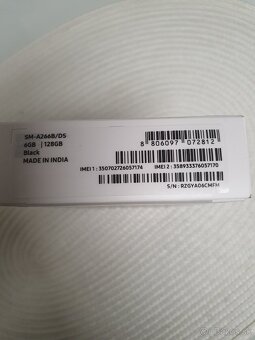 SM-A266B/DS
6GB | 128GB
Black
MADE IN INDIA
8 806097 072812
IMEI 1 : 350702726057174
IMEI 2 : 358933376057170
S/N : RZGYA06CMFM